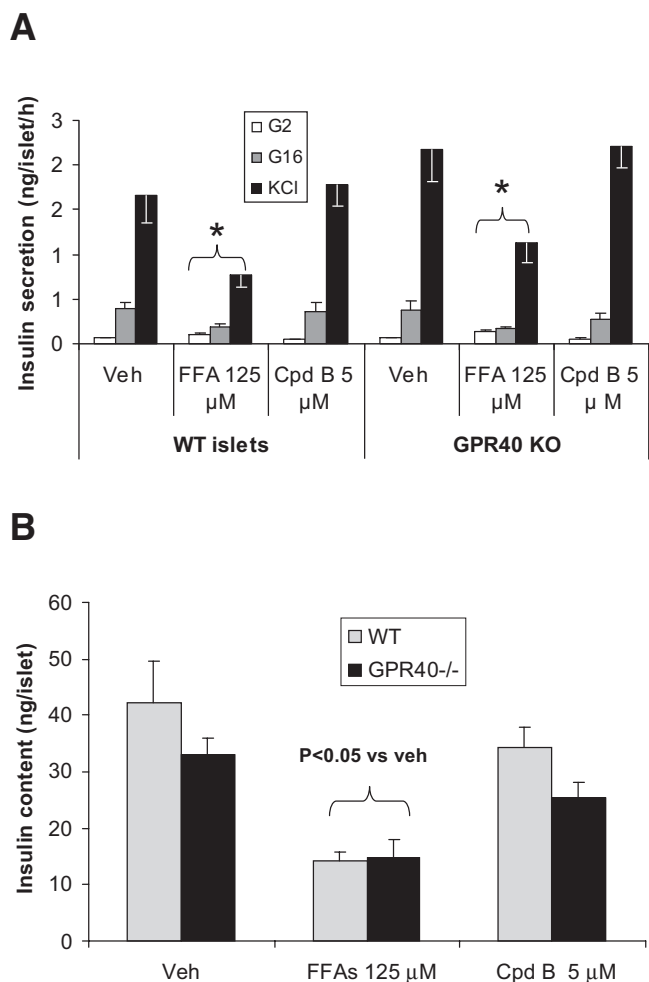 A
Insulin secretion (ng/islet/h)
3
2
2
1
1
0
G2
G16
KCl
*
*
Veh
FFA 125
µM
Cpd B 5
µM
Veh
FFA 125
µM
Cpd B 5
µ M
WT islets
GPR40 KO
B
Insulin content (ng/islet)
60
50
40
30
20
10
0
WT
GPR40-/-
P<0.05 vs veh
Veh
FFAs 125 µM
Cpd B 5 µM